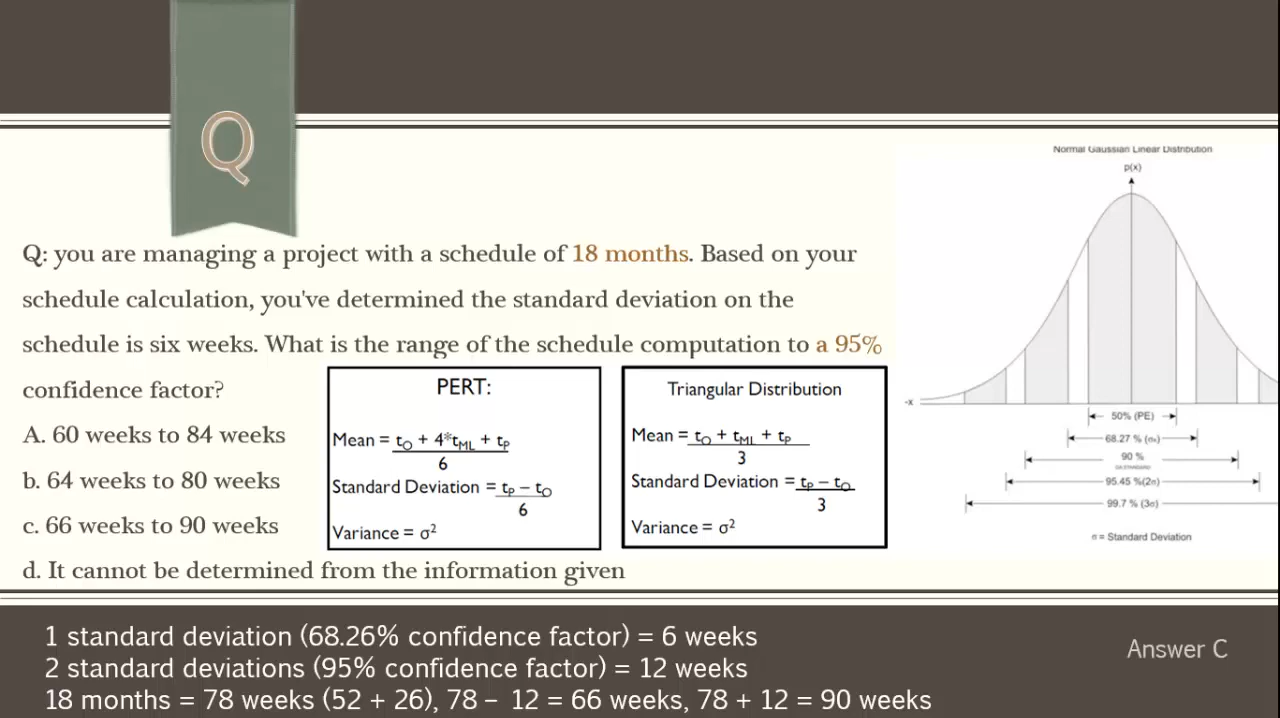 Q
Normal Gaussian Linear Distribution
p(x)
Q: you are managing a project with a schedule of 18 months. Based on your
schedule calculation, you've determined the standard deviation on the
schedule is six weeks. What is the range of the schedule computation to a 95%
confidence factor?
A. 60 weeks to 84 weeks
b. 64 weeks to 80 weeks
c. 66 weeks to 90 weeks
d. It cannot be determined from the information given
PERT:
Mean = tO + 4*tML + tP
6
Standard Deviation = tP – tO
6
Variance = σ²
Triangular Distribution
Mean = tO + tML + tP
3
Standard Deviation = tP – tO
3
Variance = σ²
-x
50% (PE)
68.27 % (σ)
90 %
95.45 %(2σ)
99.7 % (3σ)
σ = Standard Deviation
1 standard deviation (68.26% confidence factor) = 6 weeks
2 standard deviations (95% confidence factor) = 12 weeks
18 months = 78 weeks (52 + 26), 78 – 12 = 66 weeks, 78 + 12 = 90 weeks
Answer C